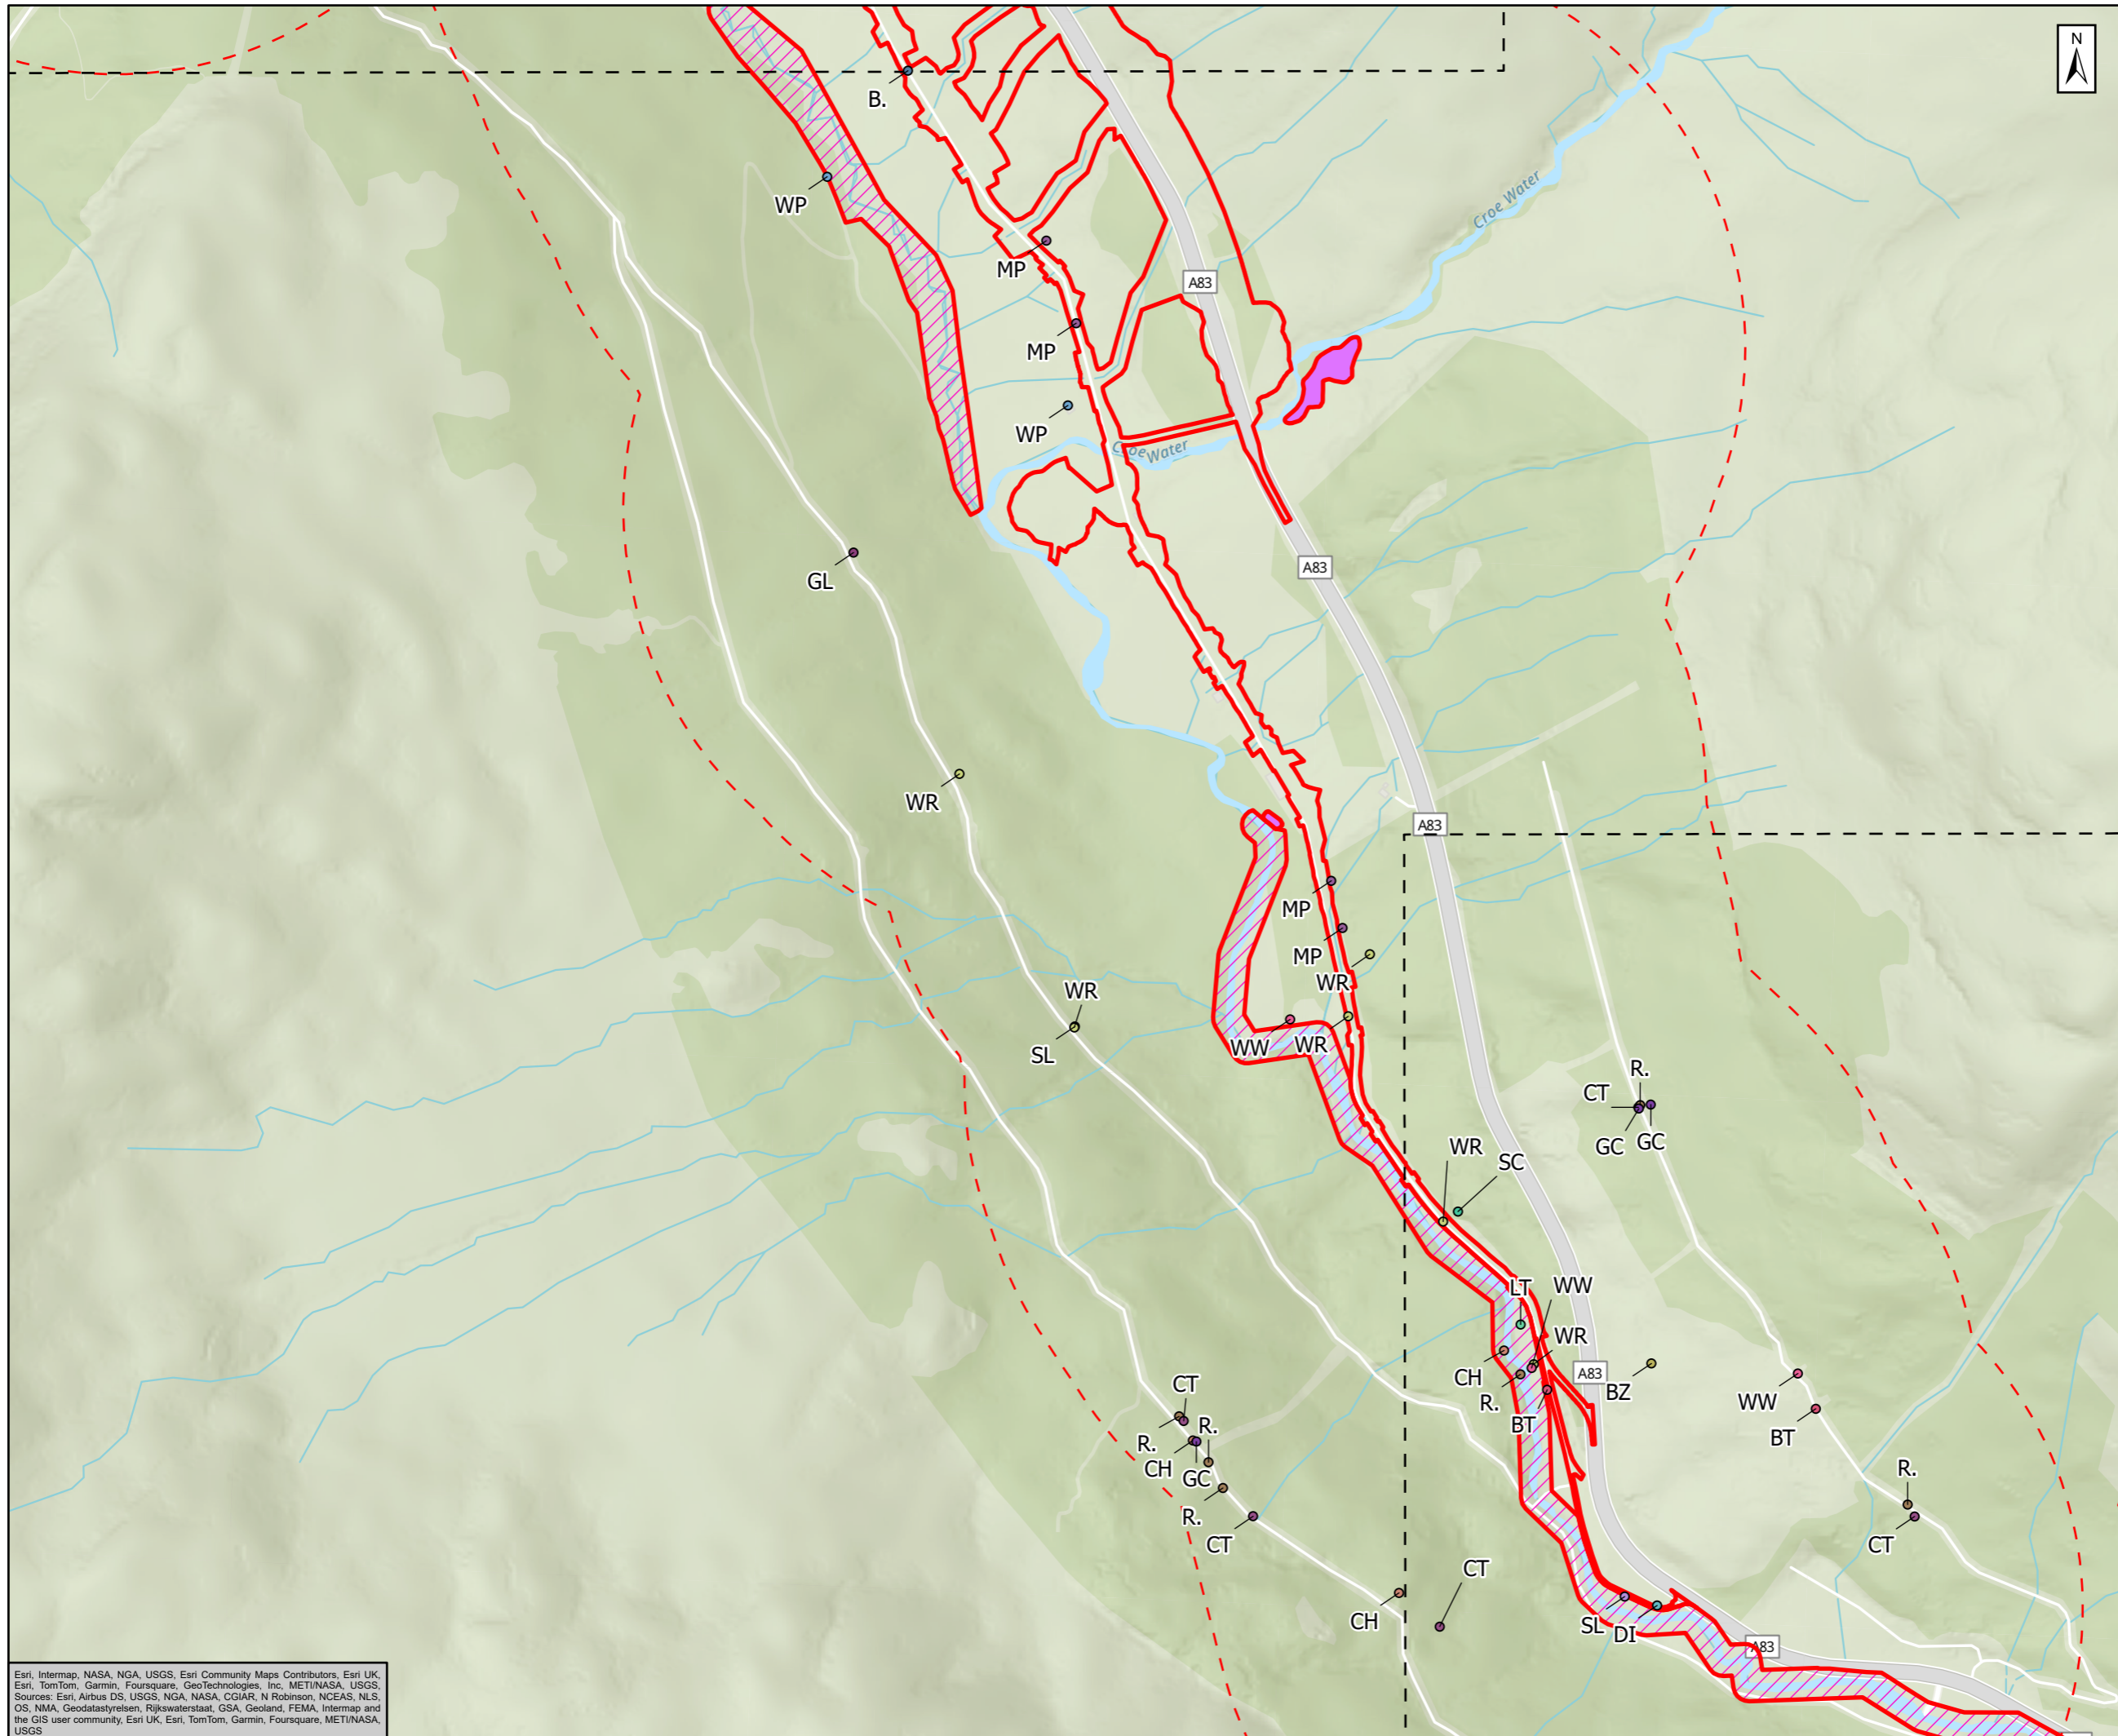 N
B.
WP
Croe Water
MP
A83
MP
WP
Croe Water
GL
A83
WR
A83
MP
MP
WR
WR
SL
WW
WR
R.
CT
GC
GC
WR
SC
WW
LT
WR
CH
R.
A83
BZ
BT
WW
BT
CT
R.
R.
CH
GC
R.
CT
R.
CT
CT
CH
SL
DI
A83
Esri, Intermap, NASA, NGA, USGS, Esri Community Maps Contributors, Esri UK,
Esri, TomTom, Garmin, Foursquare, GeoTechnologies, Inc, METI/NASA, USGS,
Sources: Esri, Airbus DS, USGS, NGA, NASA, CGIAR, N Robinson, NCEAS, NLS,
OS, NMA, Geodatastyrelsen, Rijkswaterstaat, GSA, Geoland, FEMA, Intermap and
the GIS user community, Esri UK, Esri, TomTom, Garmin, Foursquare, METI/NASA,
USGS